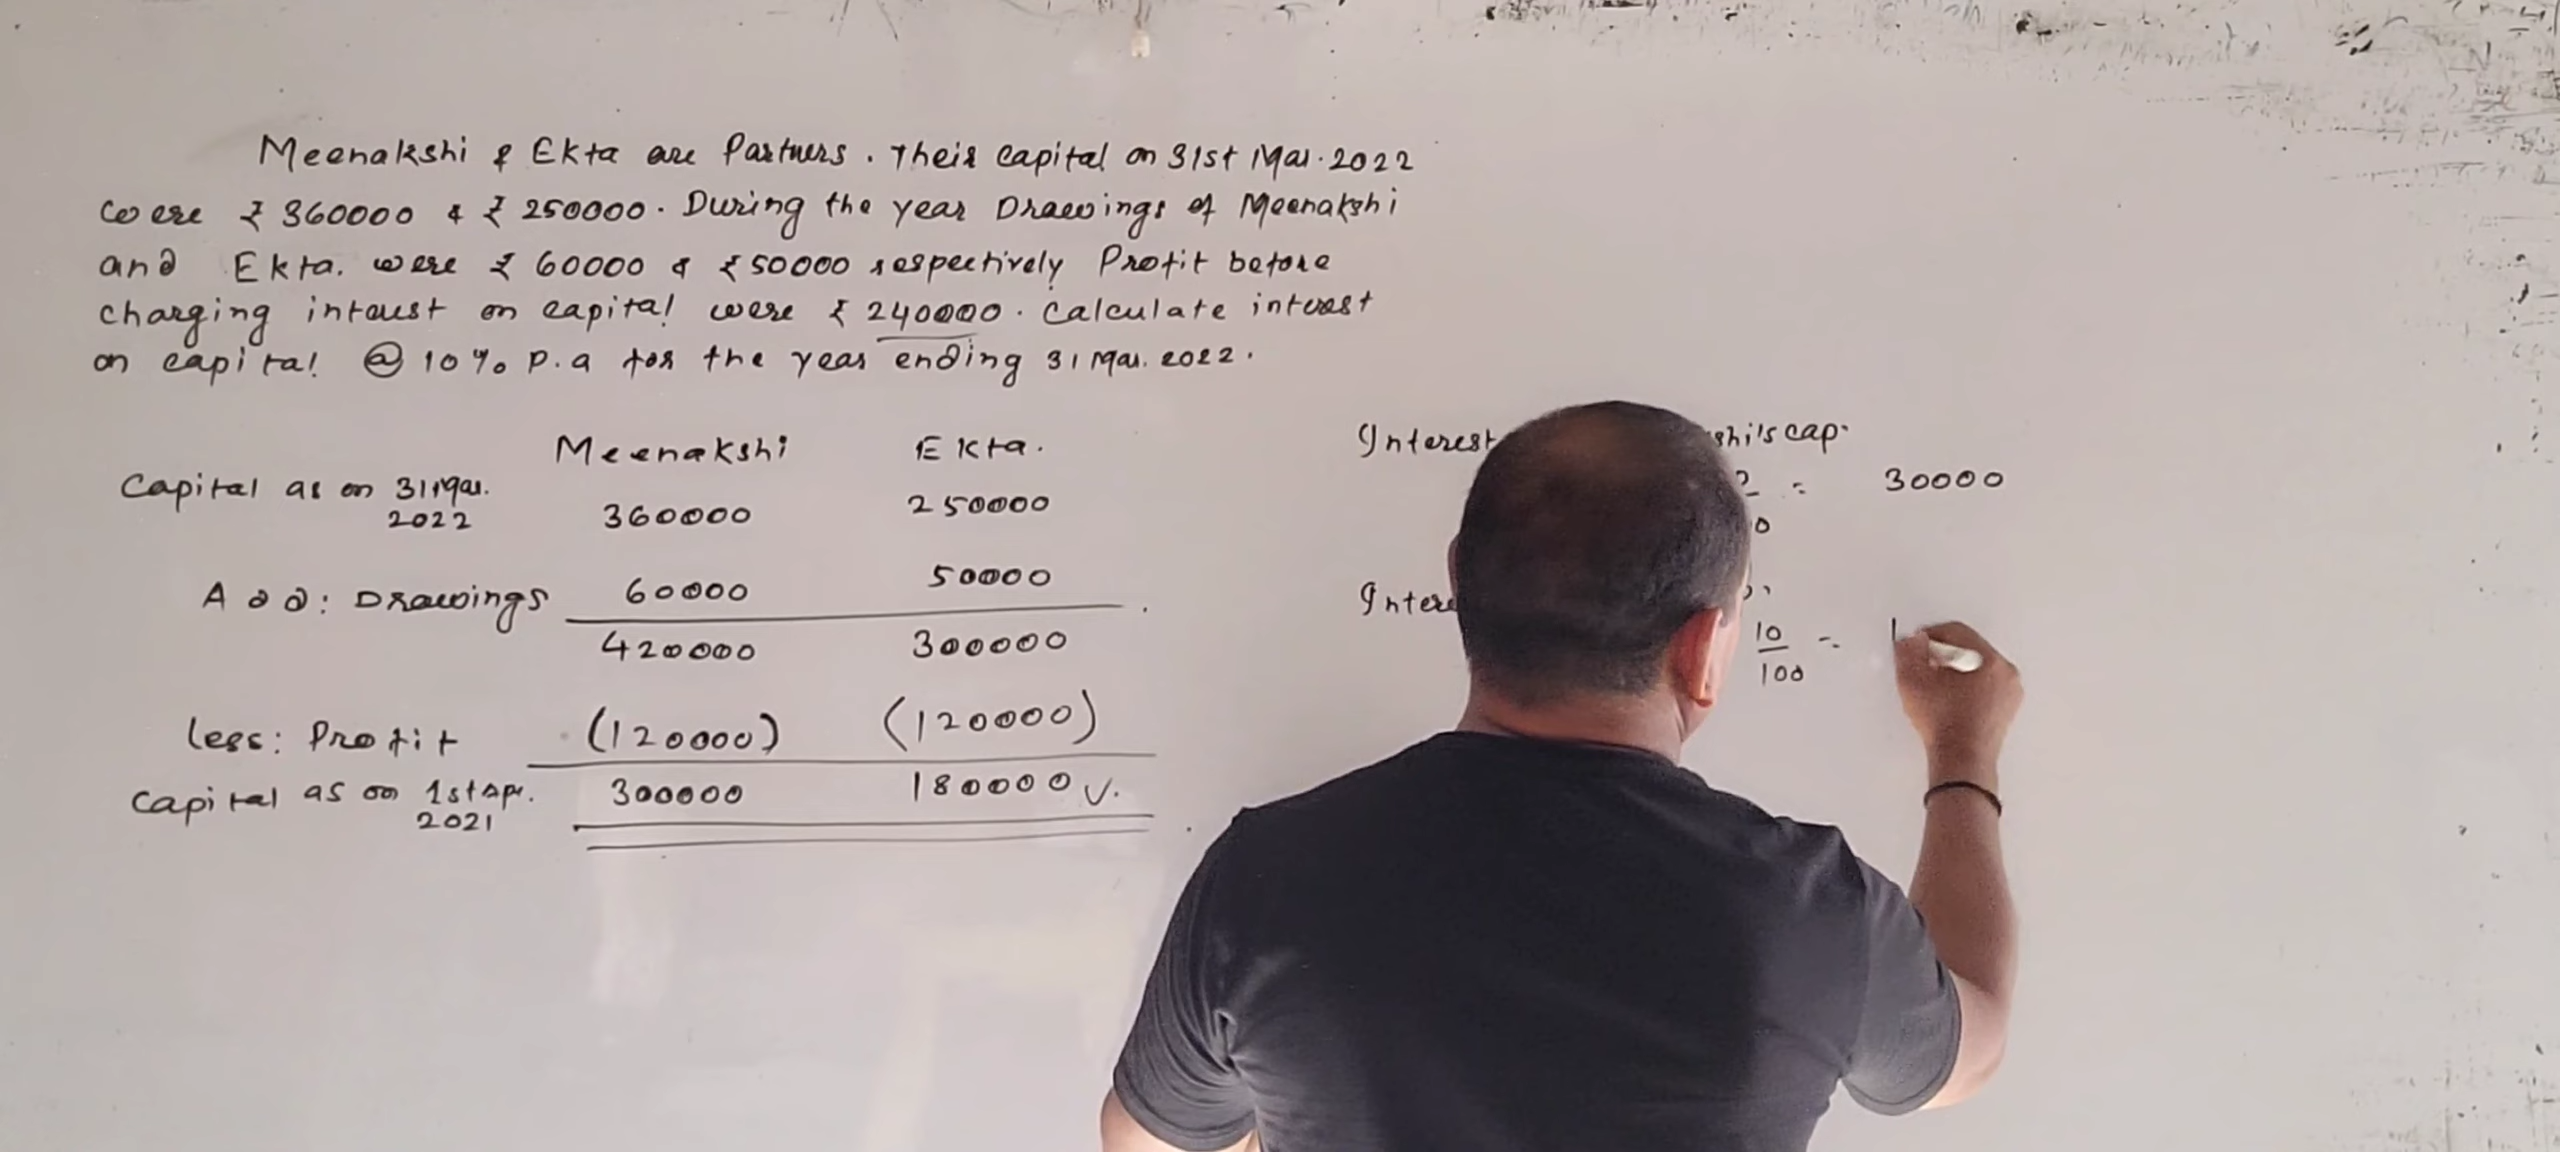 Meenakshi & Ekta are Partners. Their capital on 31st Mar. 2022
were ₹ 360000 & ₹ 250000. During the year Drawings of Meenakshi
and Ekta. were ₹ 60000 & ₹ 50000 respectively Profit before
charging interest on capital were ₹ 240000. Calculate interest
on capital @ 10% p.a for the year ending 31 Mar. 2022.
Meenakshi Ekta.
Capital as on 31 Mar. 2022 360000 250000
Add: Drawings 60000 50000
420000 300000
Less: Profit (120000) (120000)
Capital as on 1st Apr. 2021 300000 180000 ✓.
Interest
cap.
= 30000
10/100 =